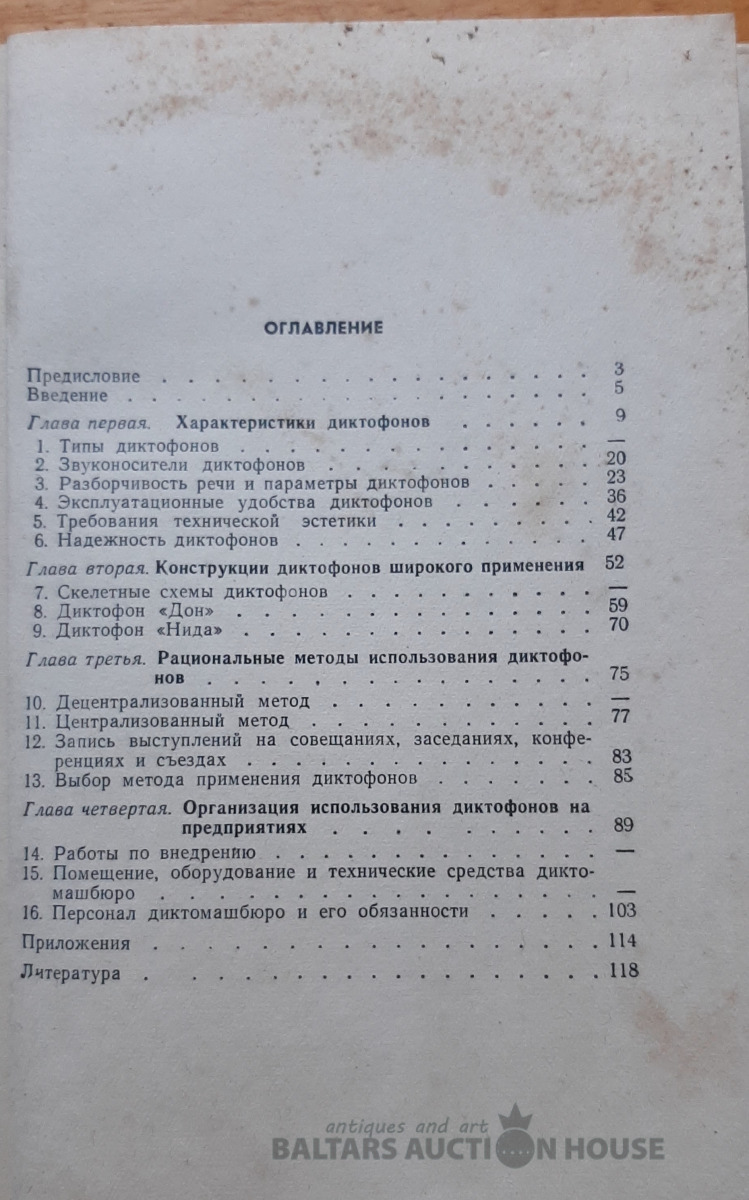 ОГЛАВЛЕНИЕ
Предисловие . . . . . . . . . . . . . . . . . 3
Введение . . . . . . . . . . . . . . . . . . 5
Глава первая. Характеристики диктофонов . . . . . . 9
1. Типы диктофонов . . . . . . . . . . . . . —
2. Звуконосители диктофонов . . . . . . . . . 20
3. Разборчивость речи и параметры диктофонов . . . . 23
4. Эксплуатационные удобства диктофонов . . . . . 36
5. Требования технической эстетики . . . . . . . 42
6. Надежность диктофонов . . . . . . . . . . . 47
Глава вторая. Конструкции диктофонов широкого применения 52
7. Скелетные схемы диктофонов . . . . . . . . . —
8. Диктофон «Дон» . . . . . . . . . . . . . . 59
9. Диктофон «Нида» . . . . . . . . . . . . . 70
Глава третья. Рациональные методы использования диктофо-
нов . . . . . . . . . . . . . . . 75
10. Децентрализованный метод . . . . . . . . . —
11. Централизованный метод . . . . . . . . . . 77
12. Запись выступлений на совещаниях, заседаниях, конфе-
ренциях и съездах . . . . . . . . . . . . . 83
13. Выбор метода применения диктофонов . . . . . . 85
Глава четвертая. Организация использования диктофонов на
предприятиях . . . . . . . . . . 89
14. Работы по внедрению . . . . . . . . . . . . —
15. Помещение, оборудование и технические средства дикто-
машбюро . . . . . . . . . . . . . . . . . —
16. Персонал диктомашбюро и его обязанности . . . . . 103
Приложения . . . . . . . . . . . . . . . . . 114
Литература . . . . . . . . . . . . . . . . . 118
antiques and art
BALTARS AUCTION HOUSE